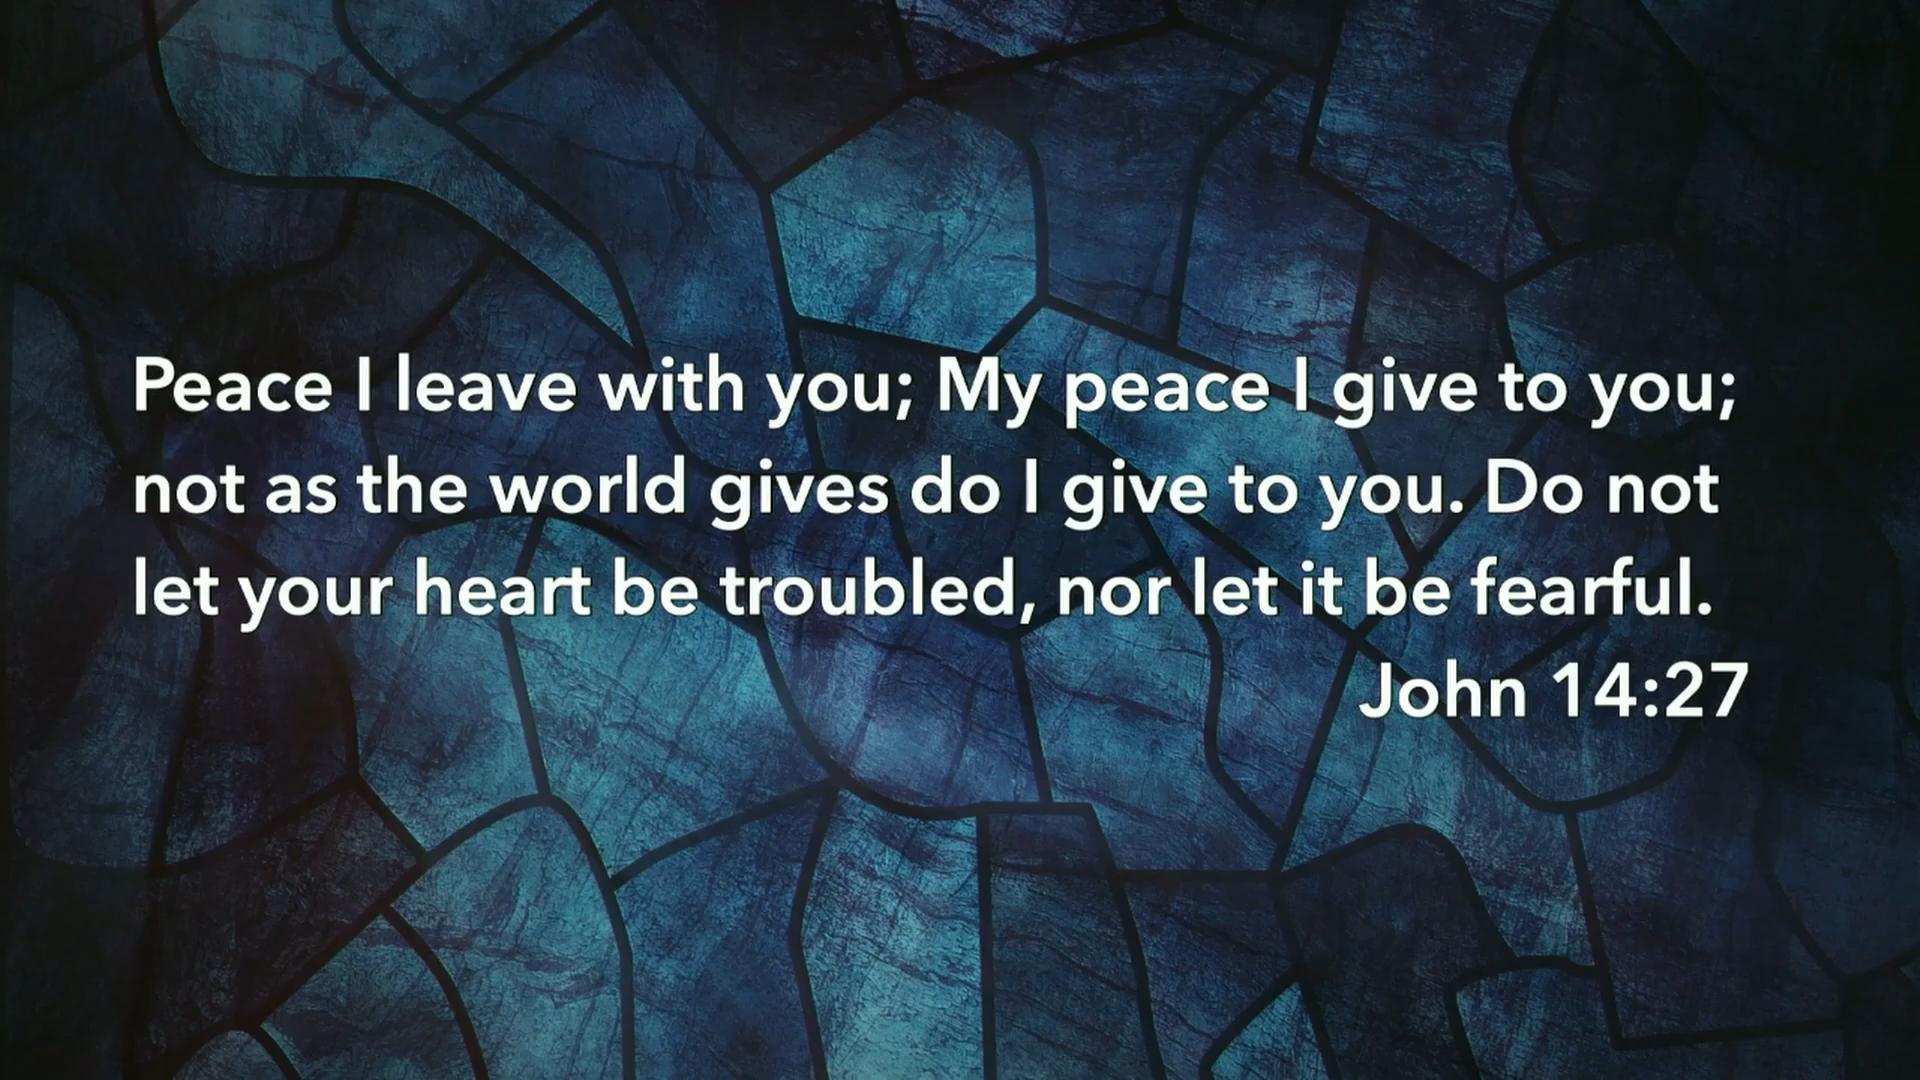 Peace I leave with you; My peace I give to you;
not as the world gives do I give to you. Do not
let your heart be troubled, nor let it be fearful.
John 14:27